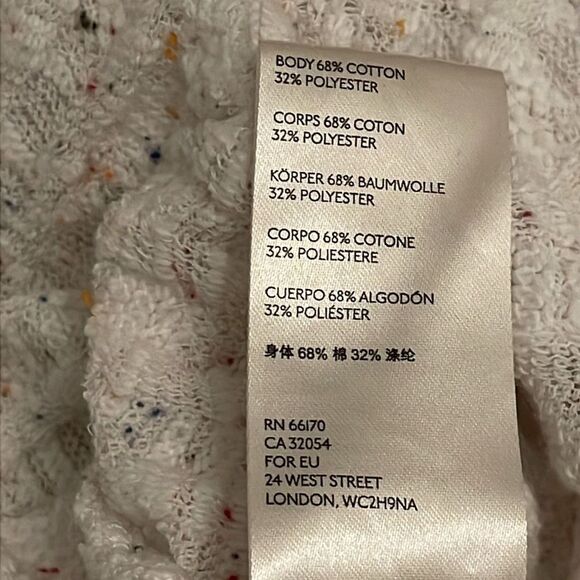 BODY 68% COTTON
32% POLYESTER
CORPS 68% COTON
32% POLYESTER
KÖRPER 68% BAUMWOLLE
32% POLYESTER
CORPO 68% COTONE
32% POLIESTERE
CUERPO 68% ALGODÓN
32% POLIÉSTER
身体 68% 棉 32% 涤纶
RN 66170
CA 32054
FOR EU
24 WEST STREET
LONDON, WC2H9NA